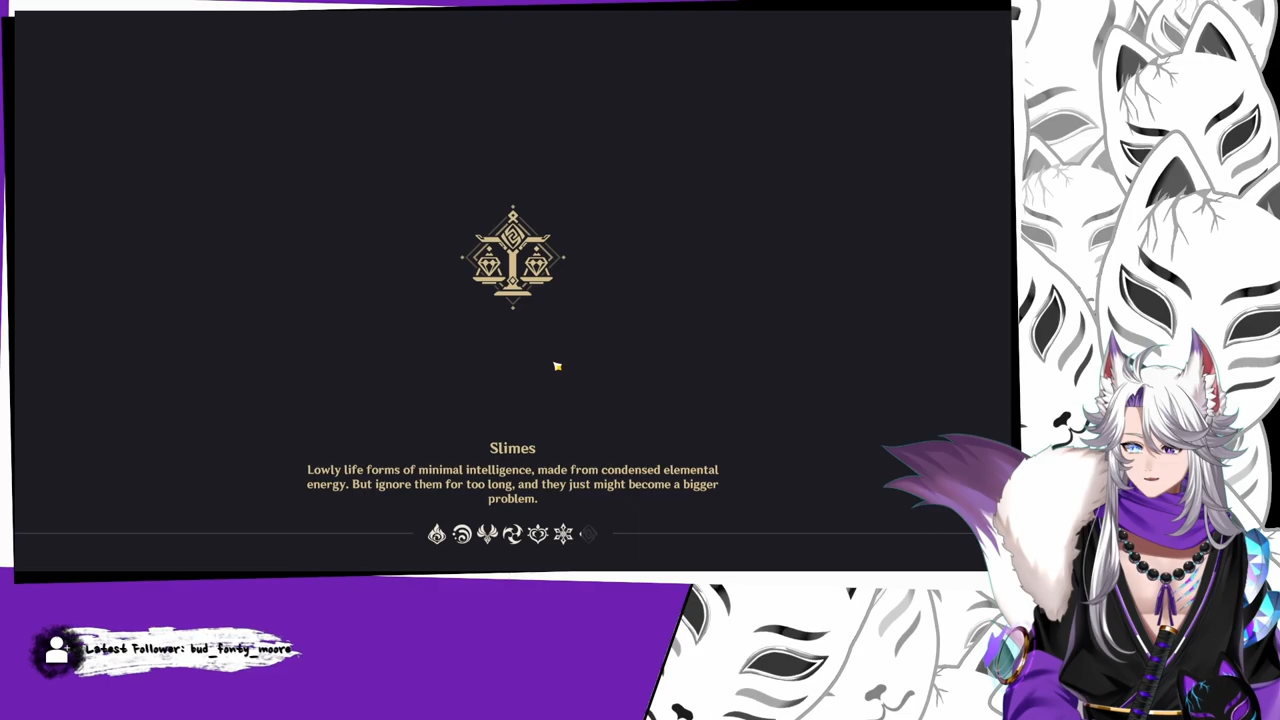 Slimes
Lowly life forms of minimal intelligence, made from condensed elemental
energy. But ignore them for too long, and they just might become a bigger
problem.
Latest Follower: bud_fonty_moore